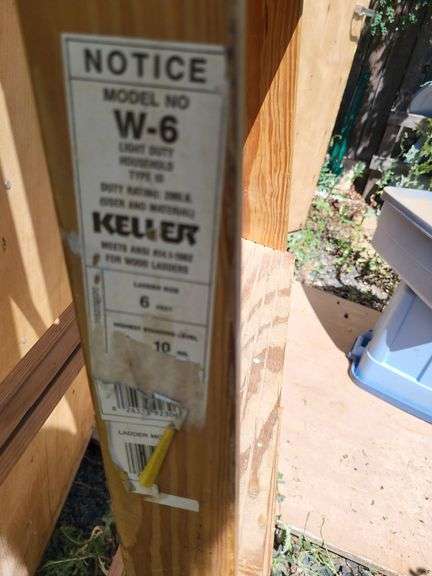 NOTICE
MODEL NO
W-6
LIGHT DUTY
HOUSEHOLD
TYPE III
DUTY RATING: 200LB.
(USER AND MATERIAL)
KELLER
MEETS ANSI A14.1-1982
FOR WOOD LADDERS
LADDER SIZE
6 FEET
HIGHEST STANDING LEVEL
10 INS.
LADDER